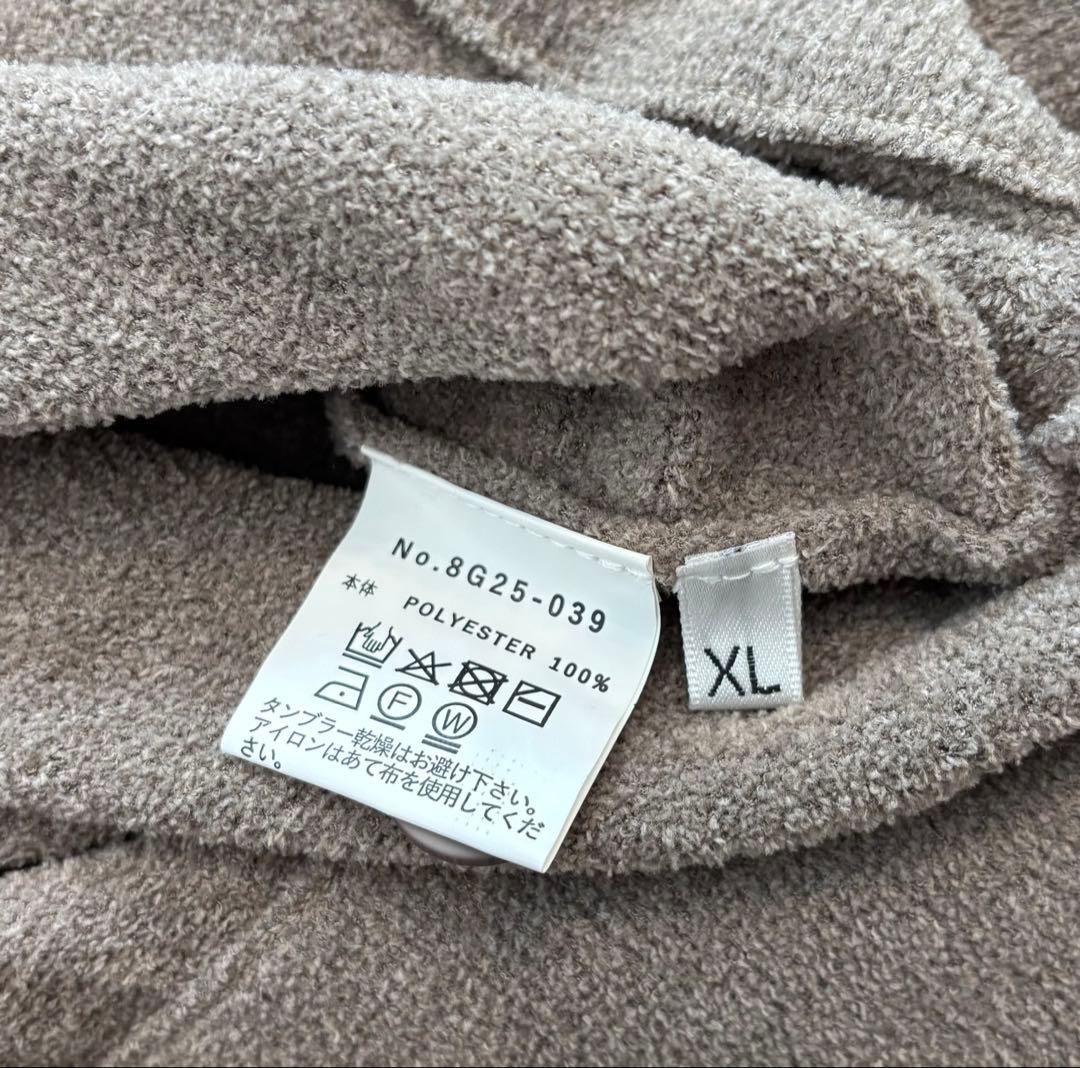 No.8G25-039
本体 POLYESTER 100%
F W
タンブラー乾燥はお避け下さい。
アイロンはあて布を使用してくだ
さい。
XL